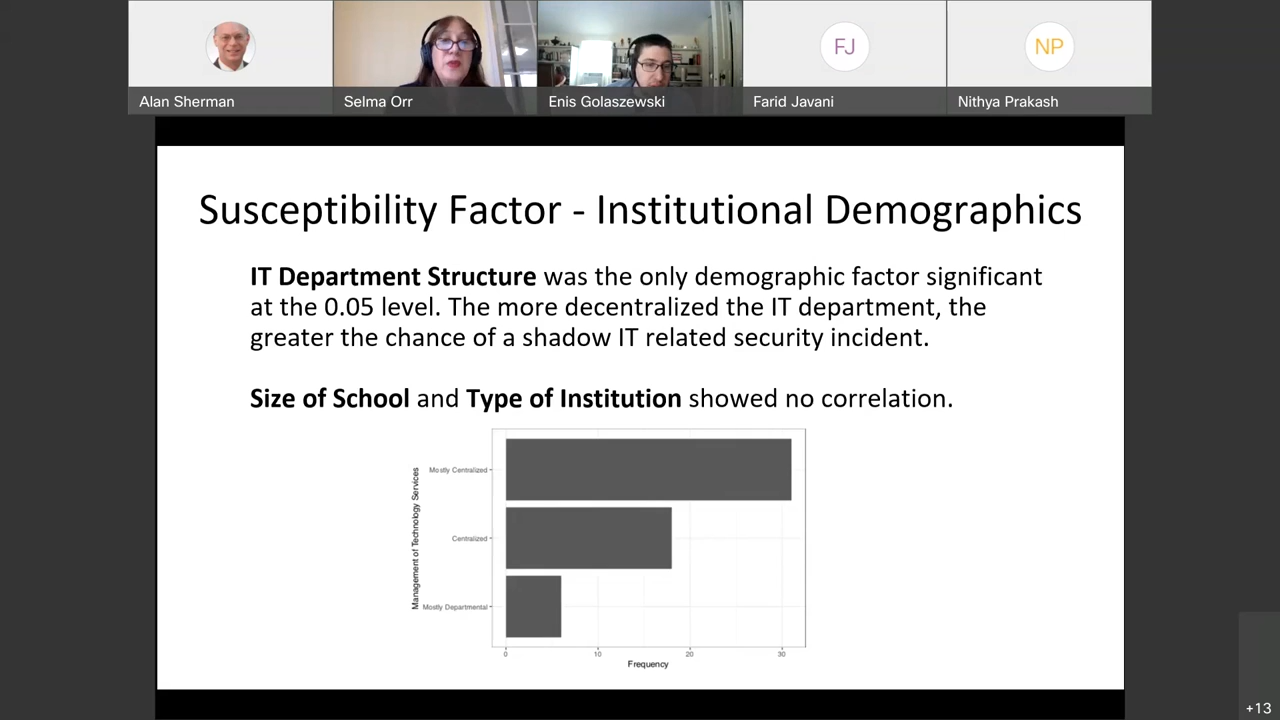 FJ
NP
Alan Sherman
Selma Orr
Enis Golaszewski
Farid Javani
Nithya Prakash
Susceptibility Factor - Institutional Demographics
IT Department Structure was the only demographic factor significant
at the 0.05 level. The more decentralized the IT department, the
greater the chance of a shadow IT related security incident.
Size of School and Type of Institution showed no correlation.
Management of Technology Services
Mostly Centralized
Centralized
Mostly Departmental
0 10 20 30
Frequency
+13